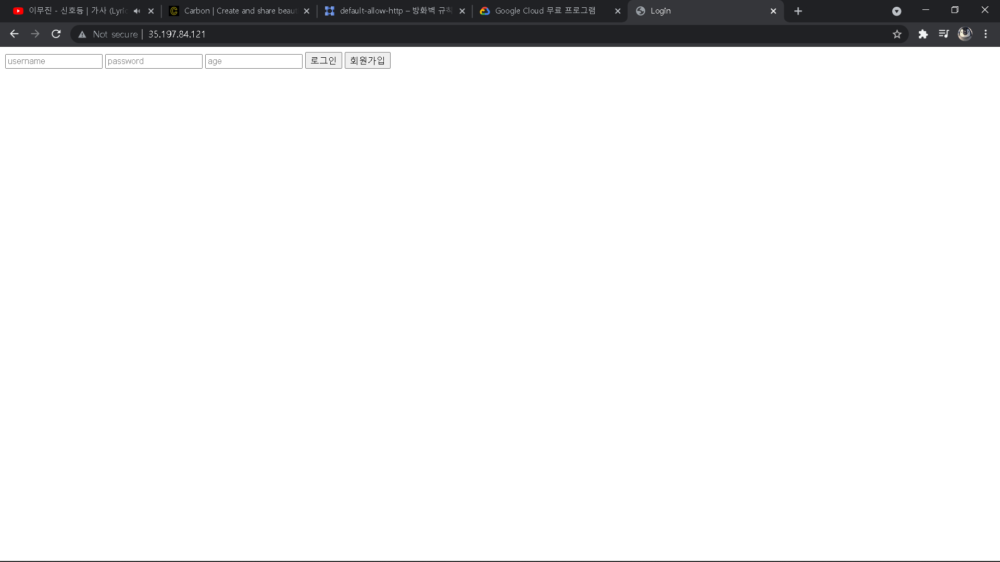 이무진 - 신호등 | 가사 (Lyric
Carbon | Create and share beaut
default-allow-http – 방화벽 규칙
Google Cloud 무료 프로그램
Login
Not secure | 35.197.84.121
username password age 로그인 회원가입